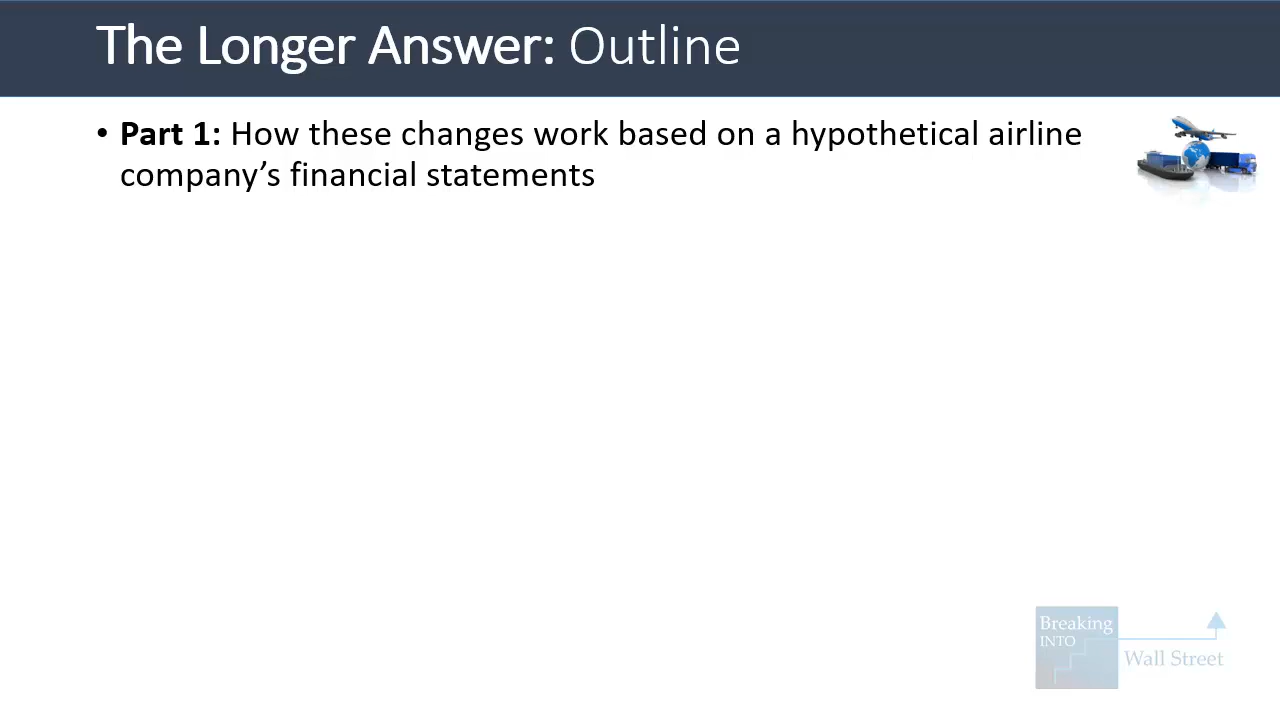 The Longer Answer: Outline
• Part 1: How these changes work based on a hypothetical airline
company’s financial statements
Breaking
INTO
Wall Street